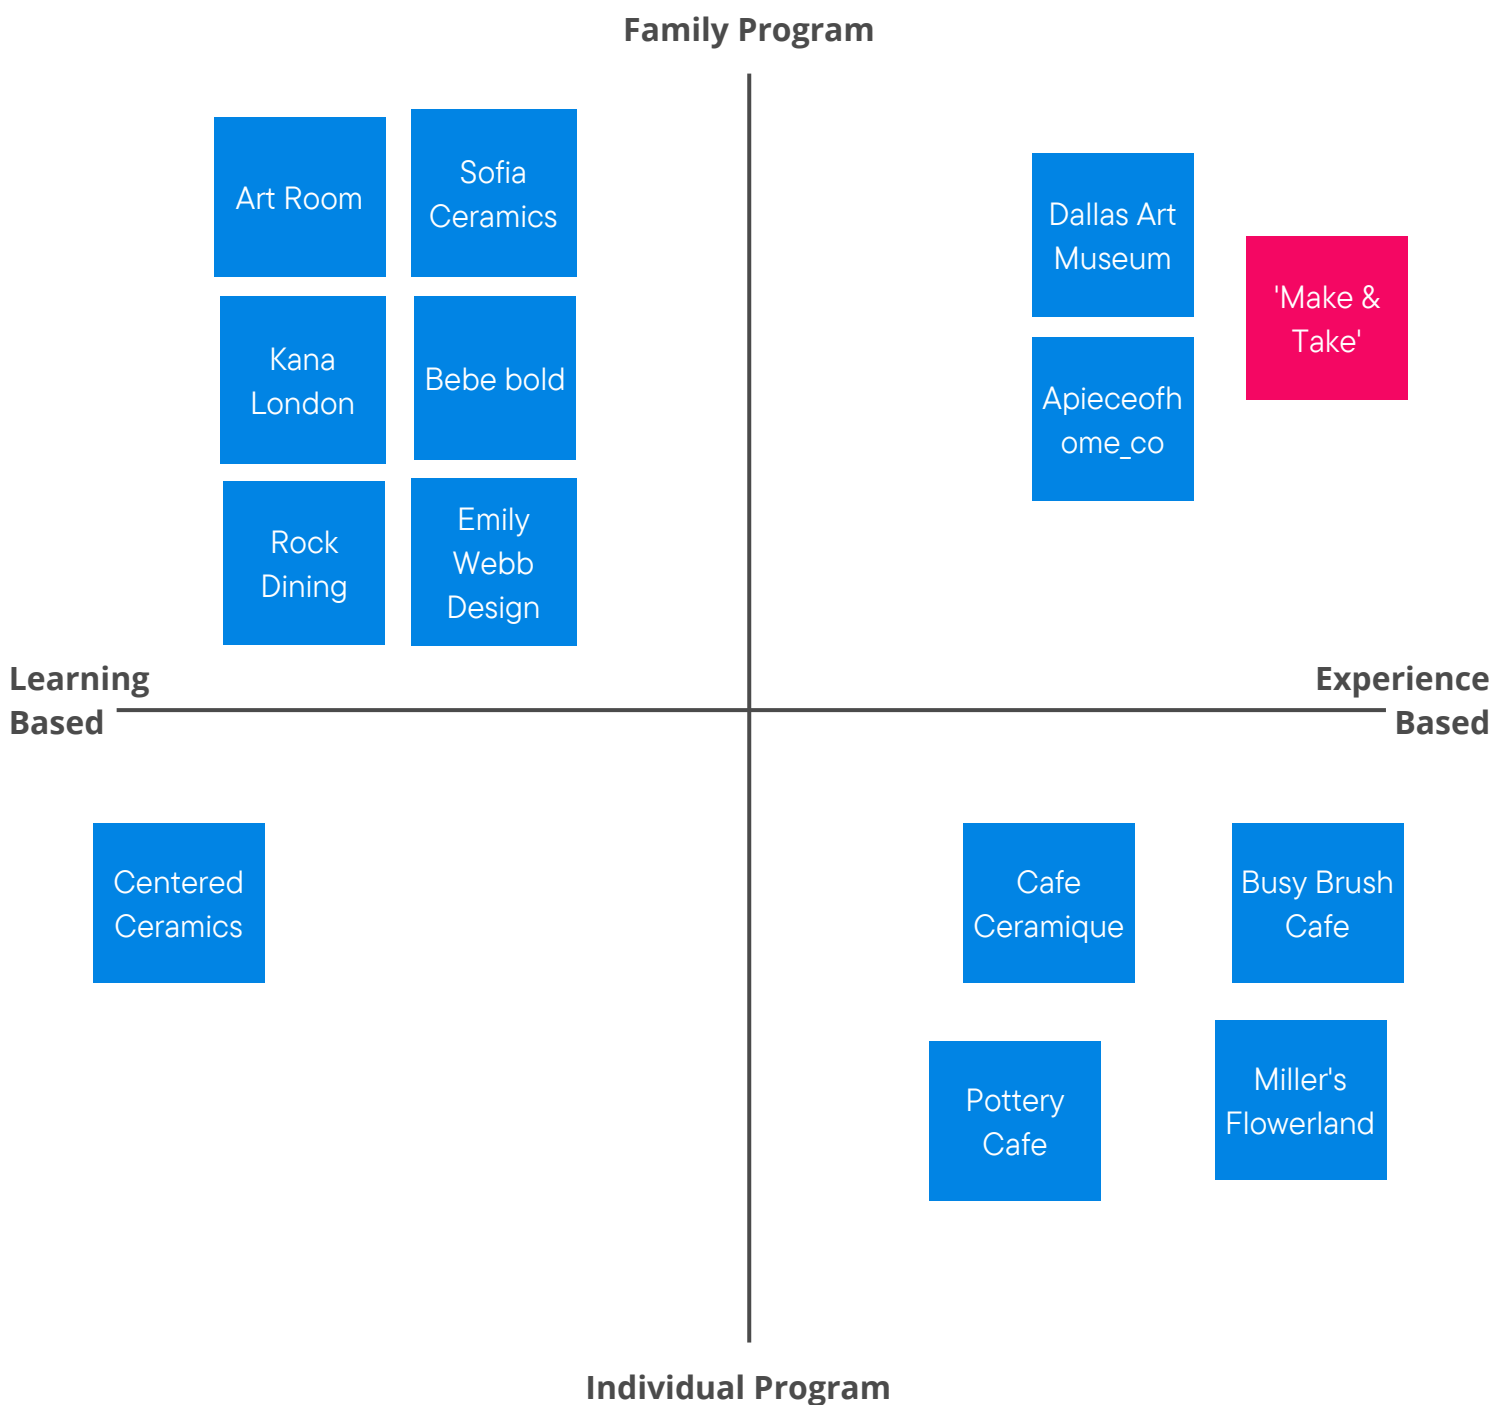 Family Program
Art Room
Sofia
Ceramics
Dallas Art
Museum
'Make &
Take'
Kana
London
Bebe bold
Apieceofh
ome_co
Rock
Dining
Emily
Webb
Design
Learning
Based
Experience
Based
Centered
Ceramics
Cafe
Ceramique
Busy Brush
Cafe
Pottery
Cafe
Miller's
Flowerland
Individual Program